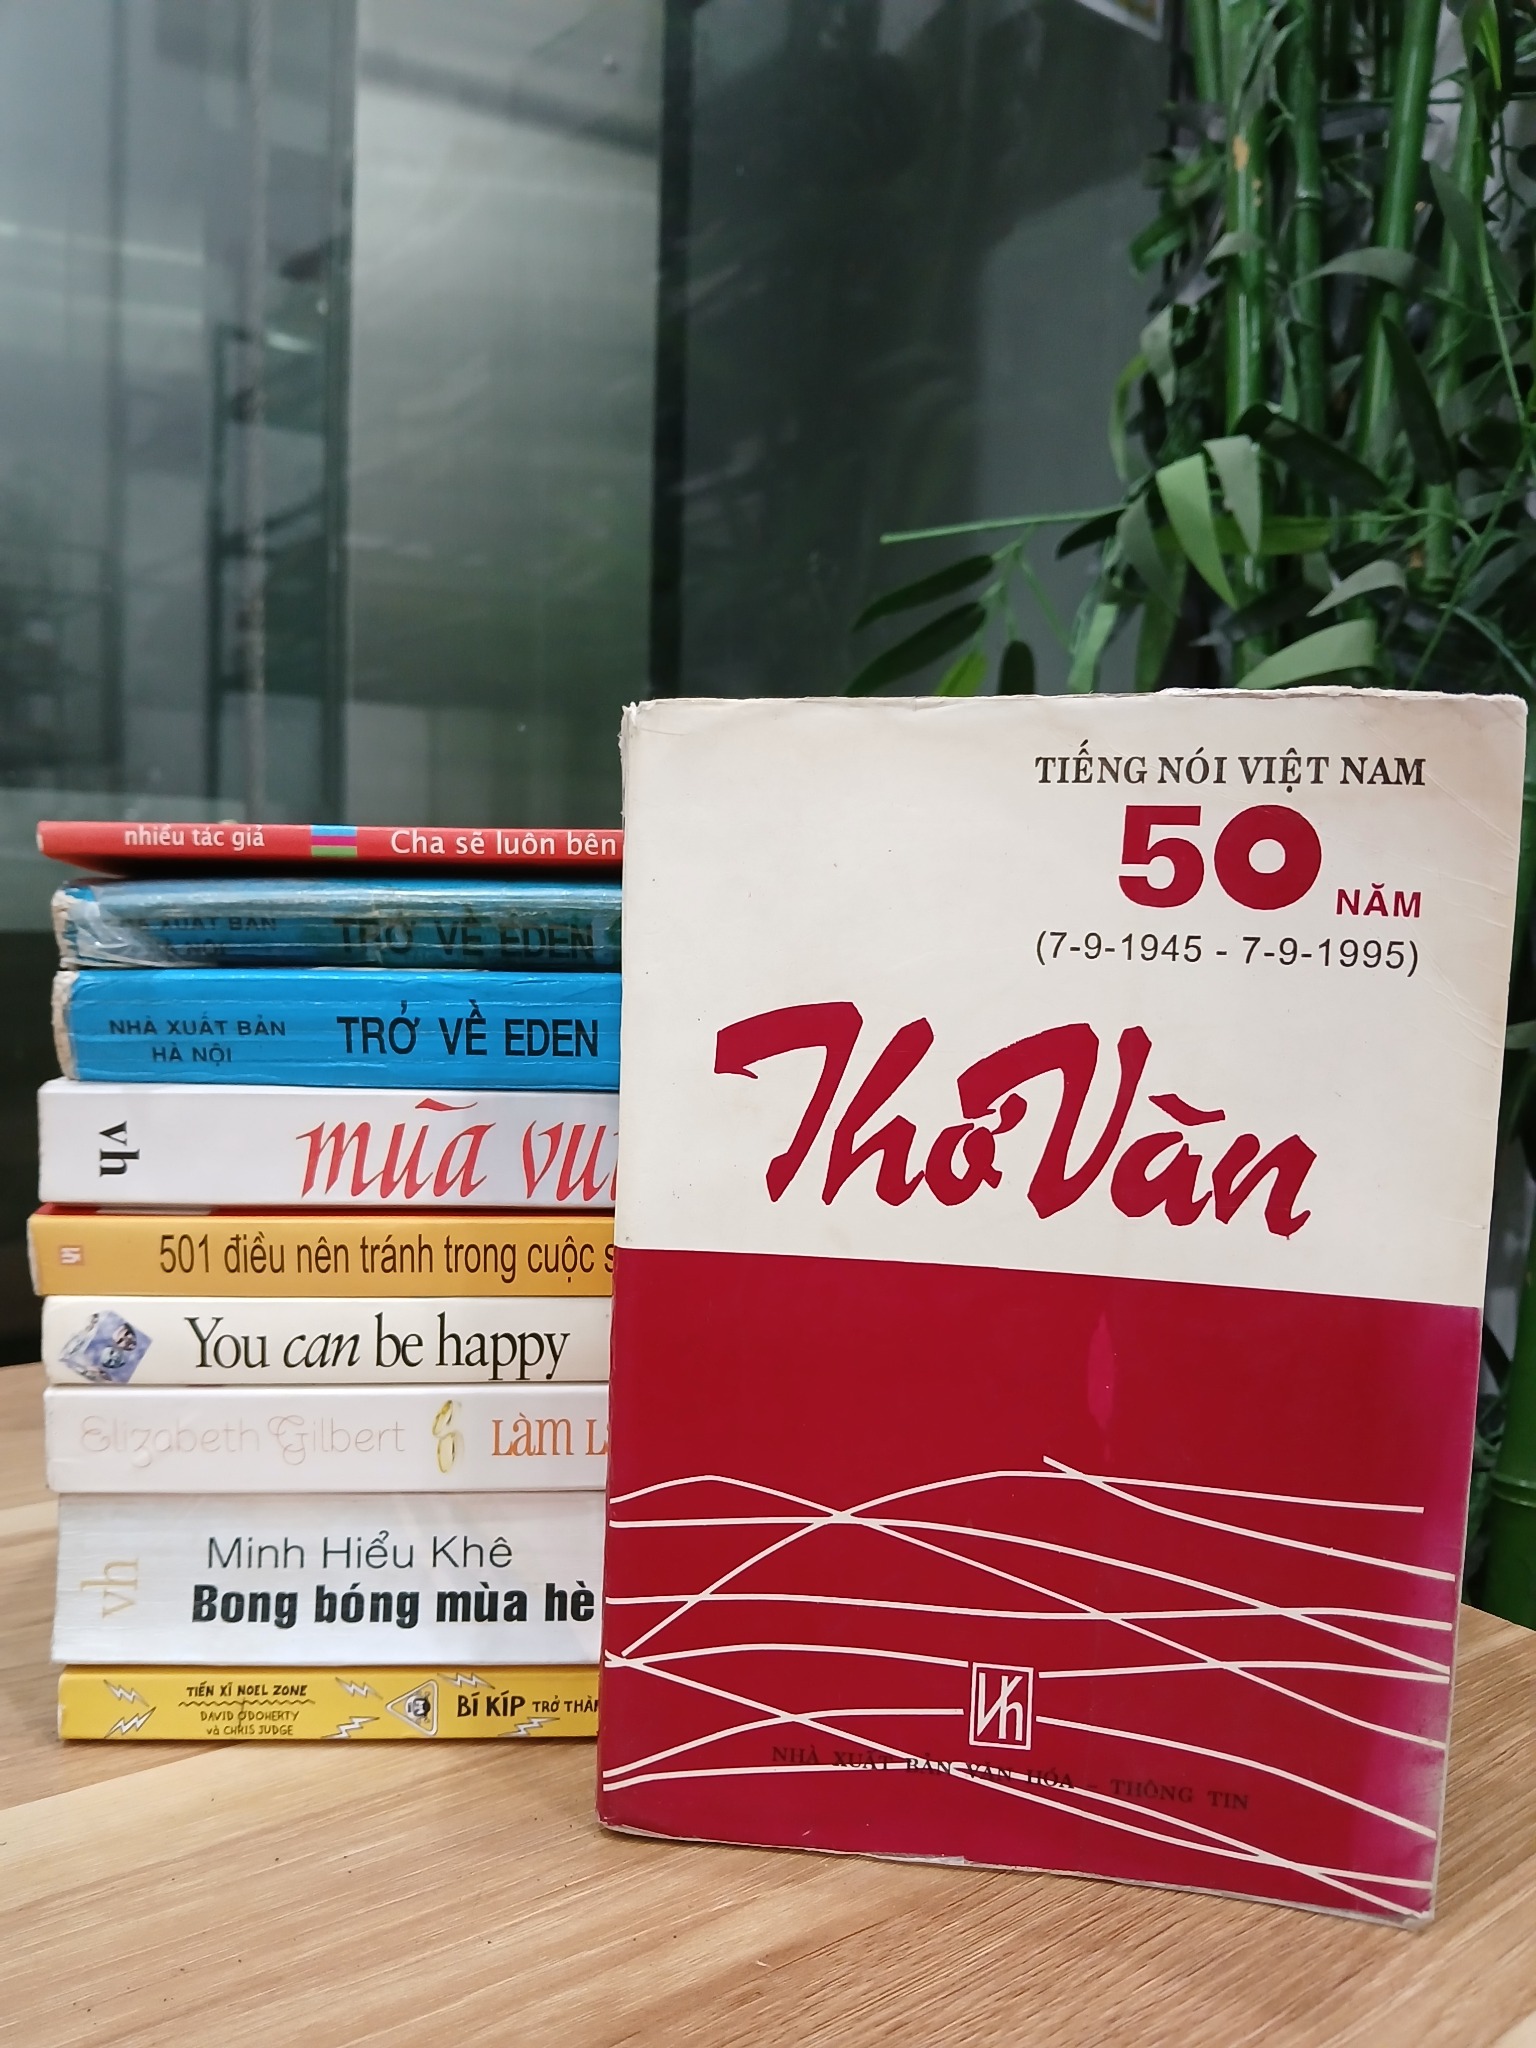 nhiều tác giả
Cha sẽ luôn bên
XUẤT BẢN
TRỞ VỀ EDEN
NHÀ XUẤT BẢN
HÀ NỘI
TRỞ VỀ EDEN
vh
mùa
501 điều nên tránh trong cuộc
You can be happy
Elizabeth Gilbert
Làm
Minh Hiểu Khê
Bong bóng mùa hè
vh
TIẾN XĨ NOEL ZONE
DAVID O'DOHERTY
và CHRIS JUDGE
BÍ KÍP TRỞ
TIẾNG NÓI VIỆT NAM
50 NĂM
(7-9-1945 - 7-9-1995)
Thơ Văn
Vh
NHÀ XUẤT BẢN VĂN HÓA - THÔNG TIN